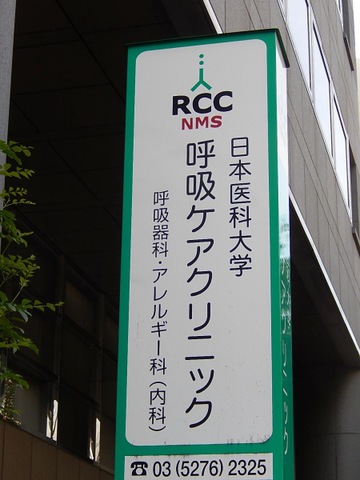 RCC
NMS
日本医科大学
呼吸ケアクリニック
呼吸器科・アレルギー科(内科)
☎ 03 (5276) 2325